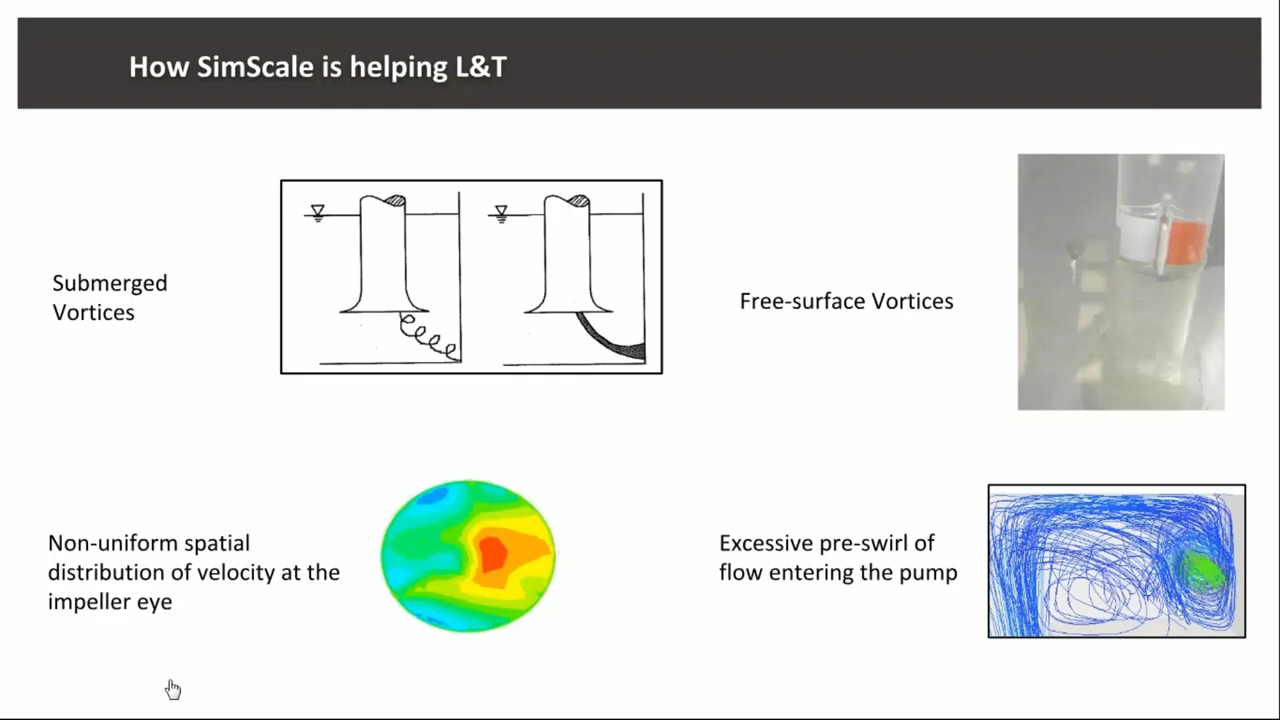 How SimScale is helping L&T
Submerged
Vortices
Free-surface Vortices
Non-uniform spatial
distribution of velocity at the
impeller eye
Excessive pre-swirl of
flow entering the pump